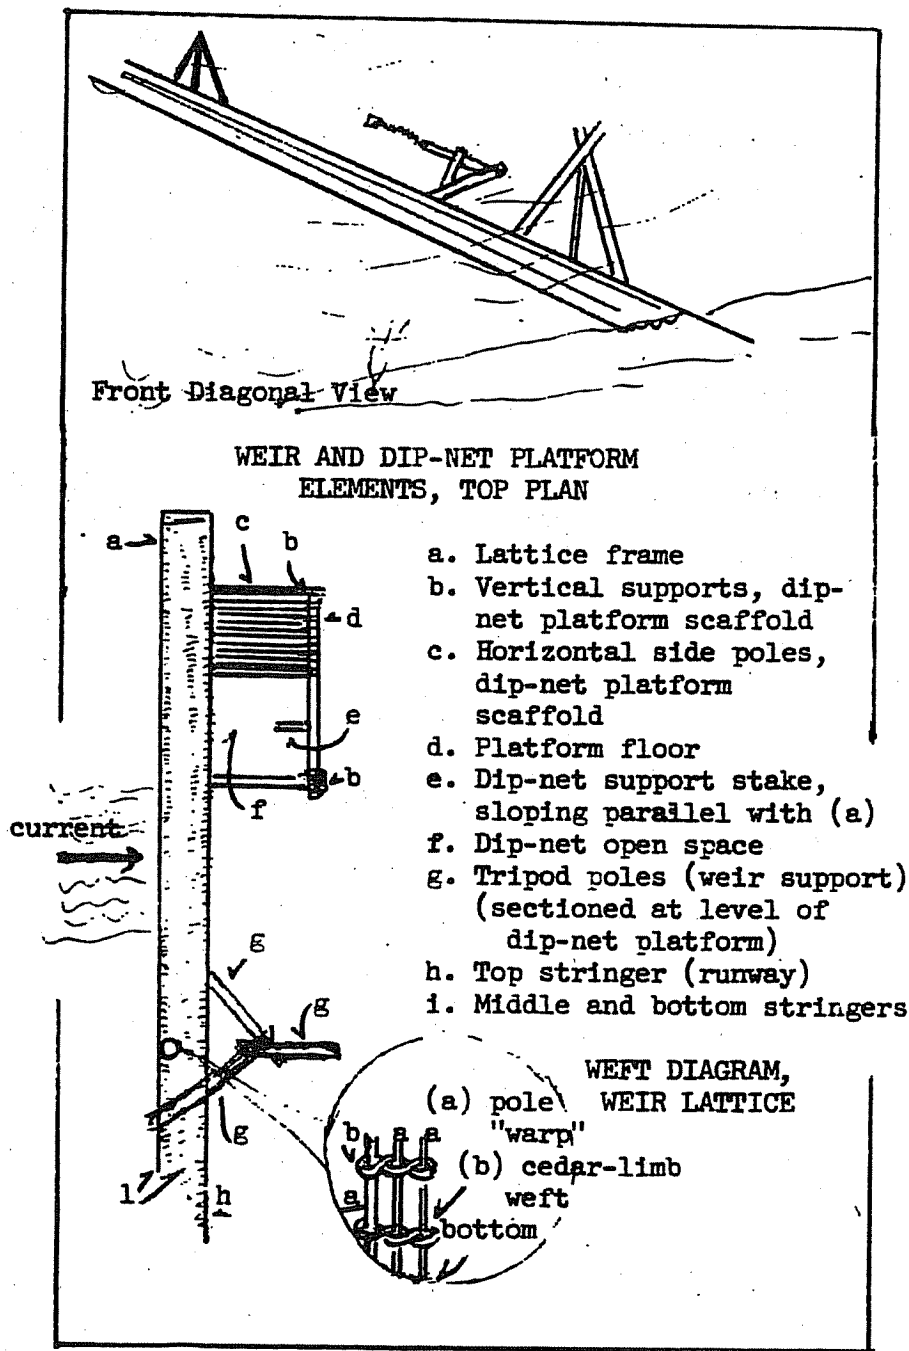 Front Diagonal View
WEIR AND DIP-NET PLATFORM
ELEMENTS, TOP PLAN
a
c
b
d
e
b
f
current
g
g
g
l
h
a. Lattice frame
b. Vertical supports, dip-
net platform scaffold
c. Horizontal side poles,
dip-net platform
scaffold
d. Platform floor
e. Dip-net support stake,
sloping parallel with (a)
f. Dip-net open space
g. Tripod poles (weir support)
(sectioned at level of
dip-net platform)
h. Top stringer (runway)
i. Middle and bottom stringers
WEFT DIAGRAM,
WEIR LATTICE
(a) pole
"warp"
b a a
(b) cedar-limb
weft
a
bottom